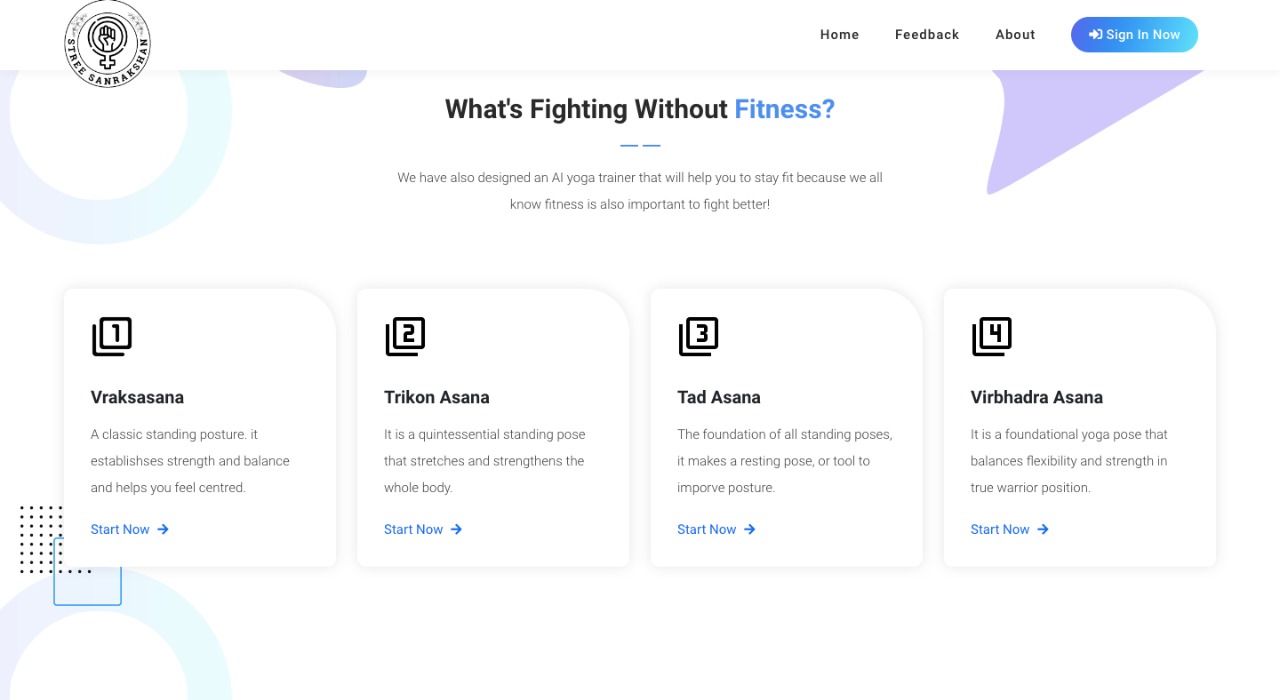 STREE SANRAKSHAN
Home
Feedback
About
Sign In Now
What's Fighting Without Fitness?
We have also designed an AI yoga trainer that will help you to stay fit because we all
know fitness is also important to fight better!
1
Vraksasana
A classic standing posture. it
establishses strength and balance
and helps you feel centred.
Start Now
2
Trikon Asana
It is a quintessential standing pose
that stretches and strengthens the
whole body.
Start Now
3
Tad Asana
The foundation of all standing poses,
it makes a resting pose, or tool to
imporve posture.
Start Now
4
Virbhadra Asana
It is a foundational yoga pose that
balances flexibility and strength in
true warrior position.
Start Now